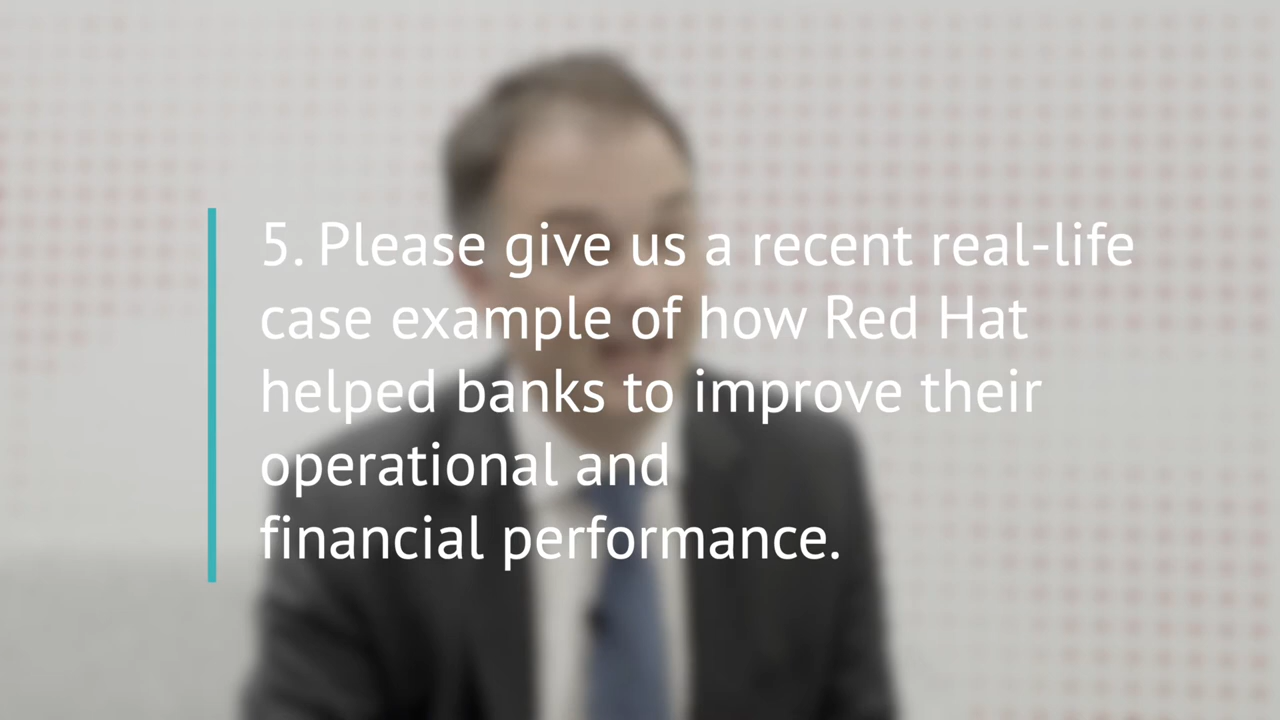 5. Please give us a recent real-life
case example of how Red Hat
helped banks to improve their
operational and
financial performance.